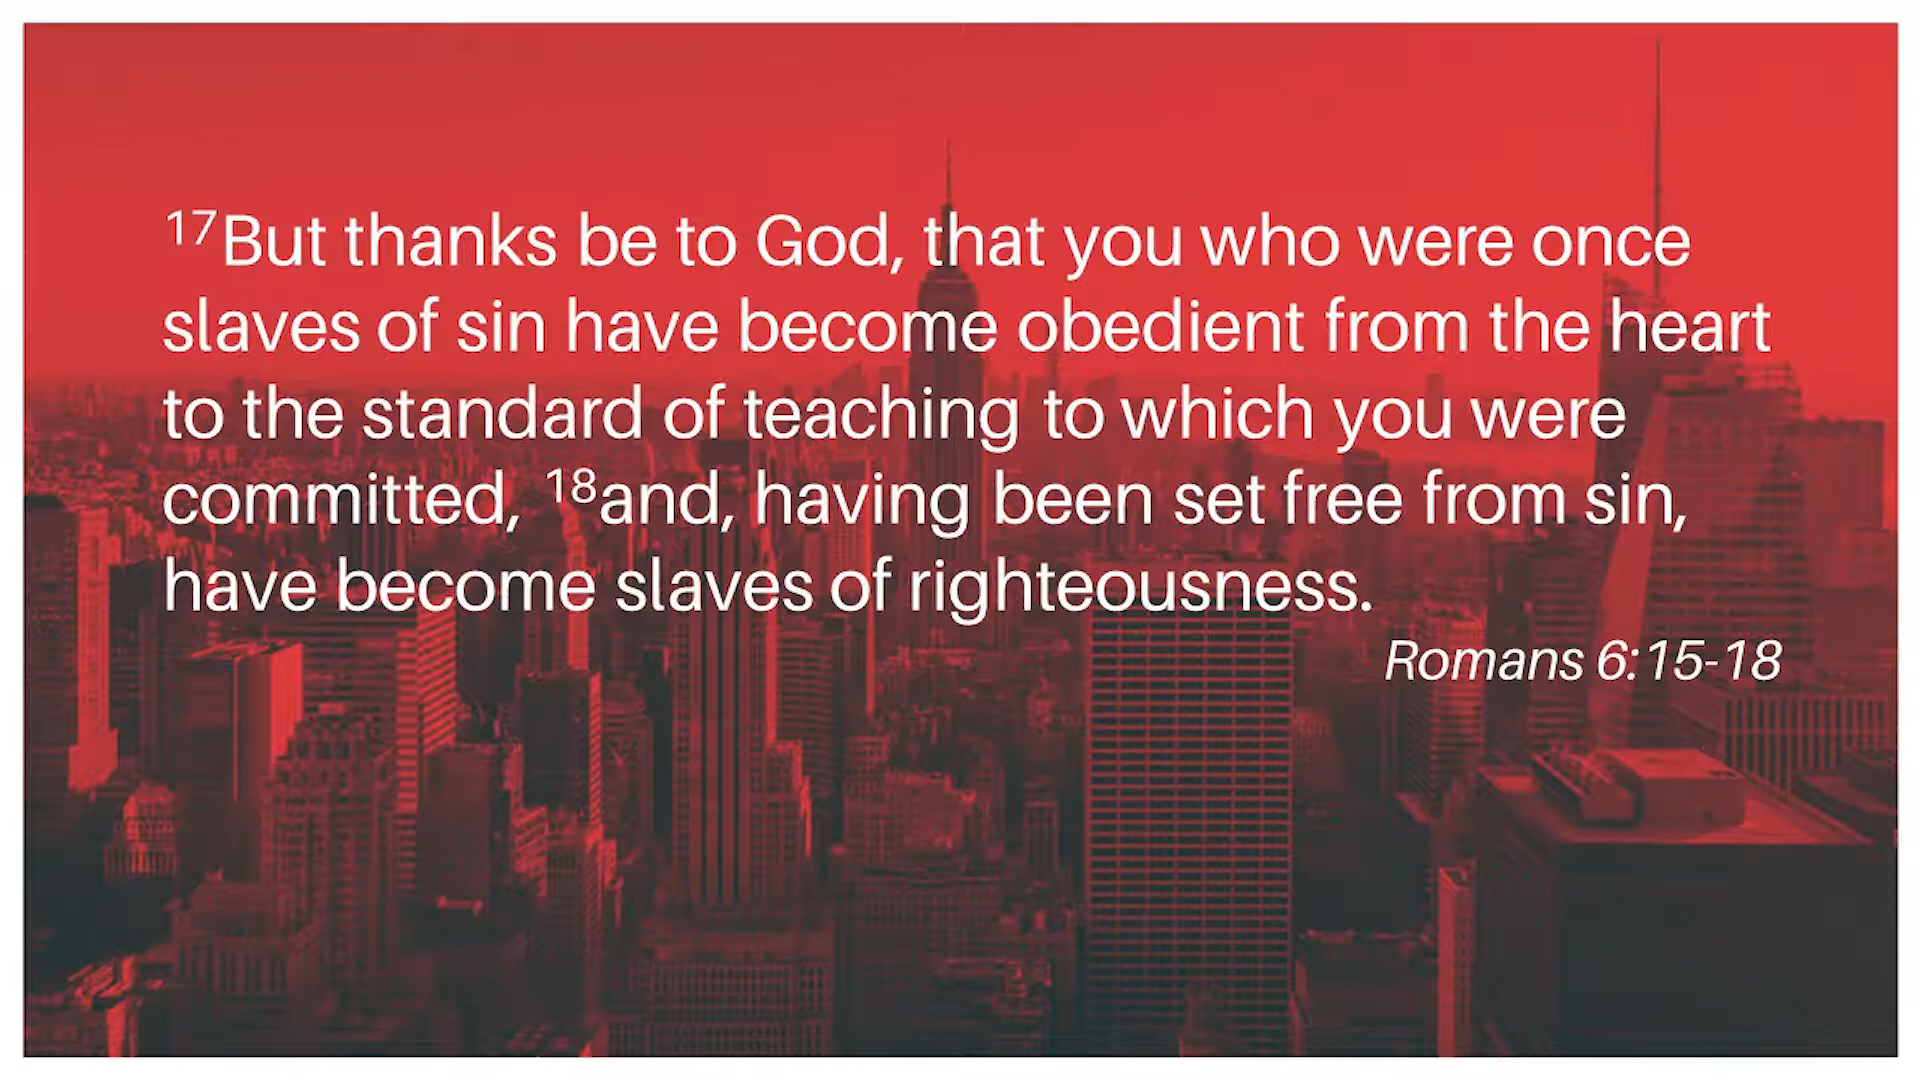 17But thanks be to God, that you who were once
slaves of sin have become obedient from the heart
to the standard of teaching to which you were
committed, 18and, having been set free from sin,
have become slaves of righteousness.
Romans 6:15-18